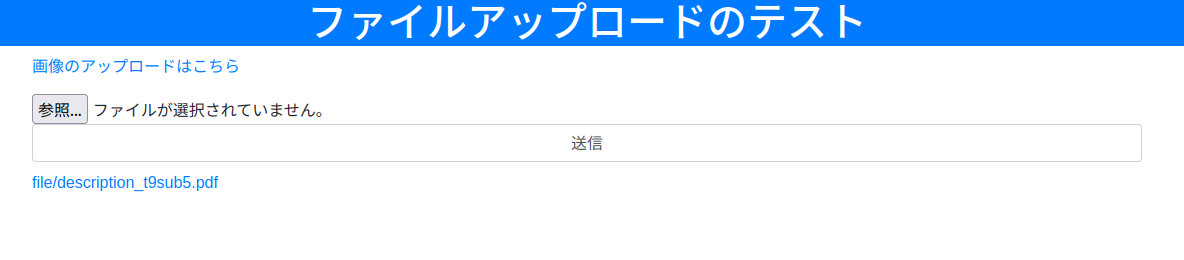 ファイルアップロードのテスト
画像のアップロードはこちら
参照... ファイルが選択されていません。
送信
file/description_t9sub5.pdf